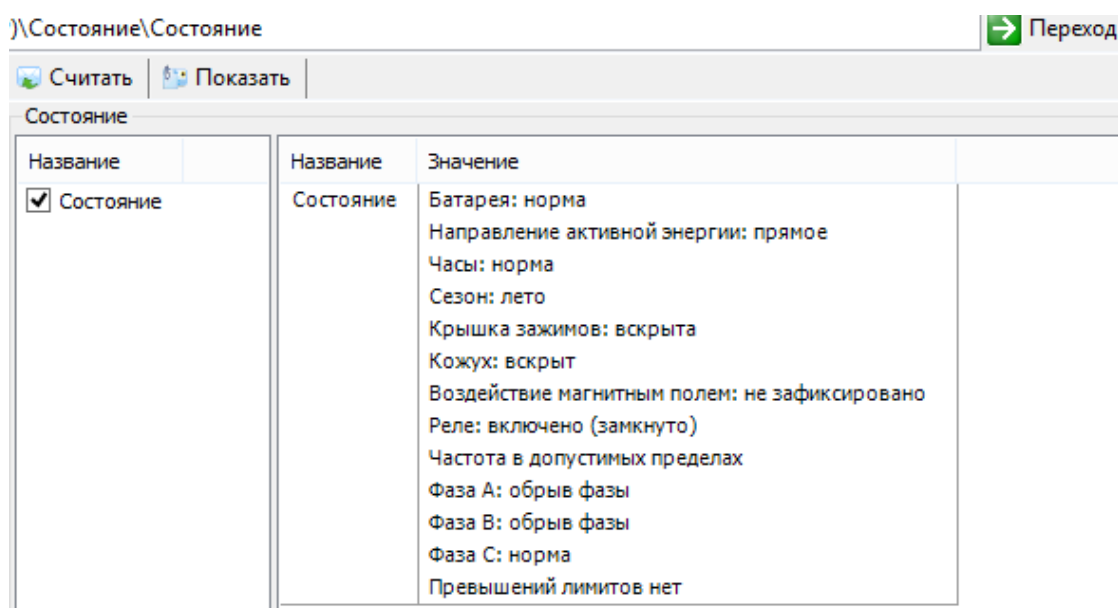 )\Состояние\Состояние
Переход
Считать Показать
Состояние
Название
Состояние
Название Значение
Состояние Батарея: норма
Направление активной энергии: прямое
Часы: норма
Сезон: лето
Крышка зажимов: вскрыта
Кожух: вскрыт
Воздействие магнитным полем: не зафиксировано
Реле: включено (замкнуто)
Частота в допустимых пределах
Фаза A: обрыв фазы
Фаза B: обрыв фазы
Фаза C: норма
Превышений лимитов нет